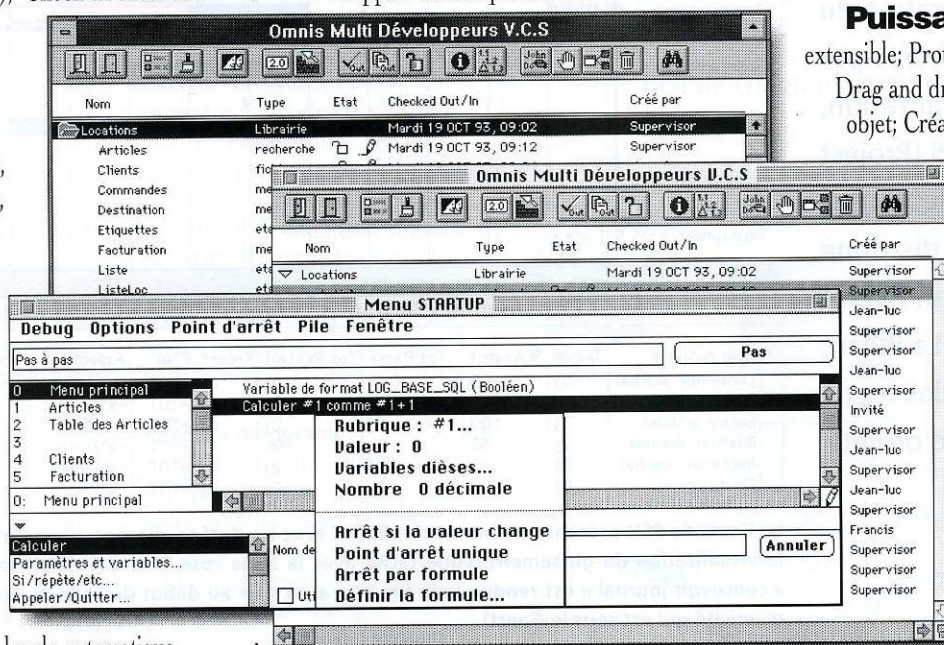 Puissa
extensible; Pro
Drag and dr
objet; Créa
Omnis Multi Développeurs V.C.S
Nom Type Etat Checked Out/In Créé par
Locations Librairie Mardi 19 OCT 93, 09:02 Supervisor
Articles recherche Mardi 19 OCT 93, 09:12 Supervisor
Clients fic
Commandes me
Destination me
Etiquettes ets
Facturation me
Liste ets
ListeLoc ets
Omnis Multi Développeurs V.C.S
Nom Type Etat Checked Out/In Créé par
Locations Librairie Mardi 19 OCT 93, 09:02 Supervisor
Supervisor
Jean-luc
Supervisor
Supervisor
Jean-luc
Supervisor
Invité
Supervisor
Jean-luc
Supervisor
Jean-luc
Supervisor
Francis
Supervisor
Supervisor
Supervisor
Menu STARTUP
Debug Options Point d'arrêt Pile Fenêtre
Pas à pas
Pas
0 Menu principal
1 Articles
2 Table des Articles
3
4 Clients
5 Facturation
0: Menu principal
Variable de format LOG_BASE_SQL (Booléen)
Calculer #1 comme #1+1
Rubrique : #1...
Valeur : 0
Variables dièses...
Nombre 0 décimale
Arrêt si la valeur change
Point d'arrêt unique
Arrêt par formule
Définir la formule...
Calculer
Paramètres et variables...
Si/répète/etc...
Appeler/Quitter...
Nom de
Annuler